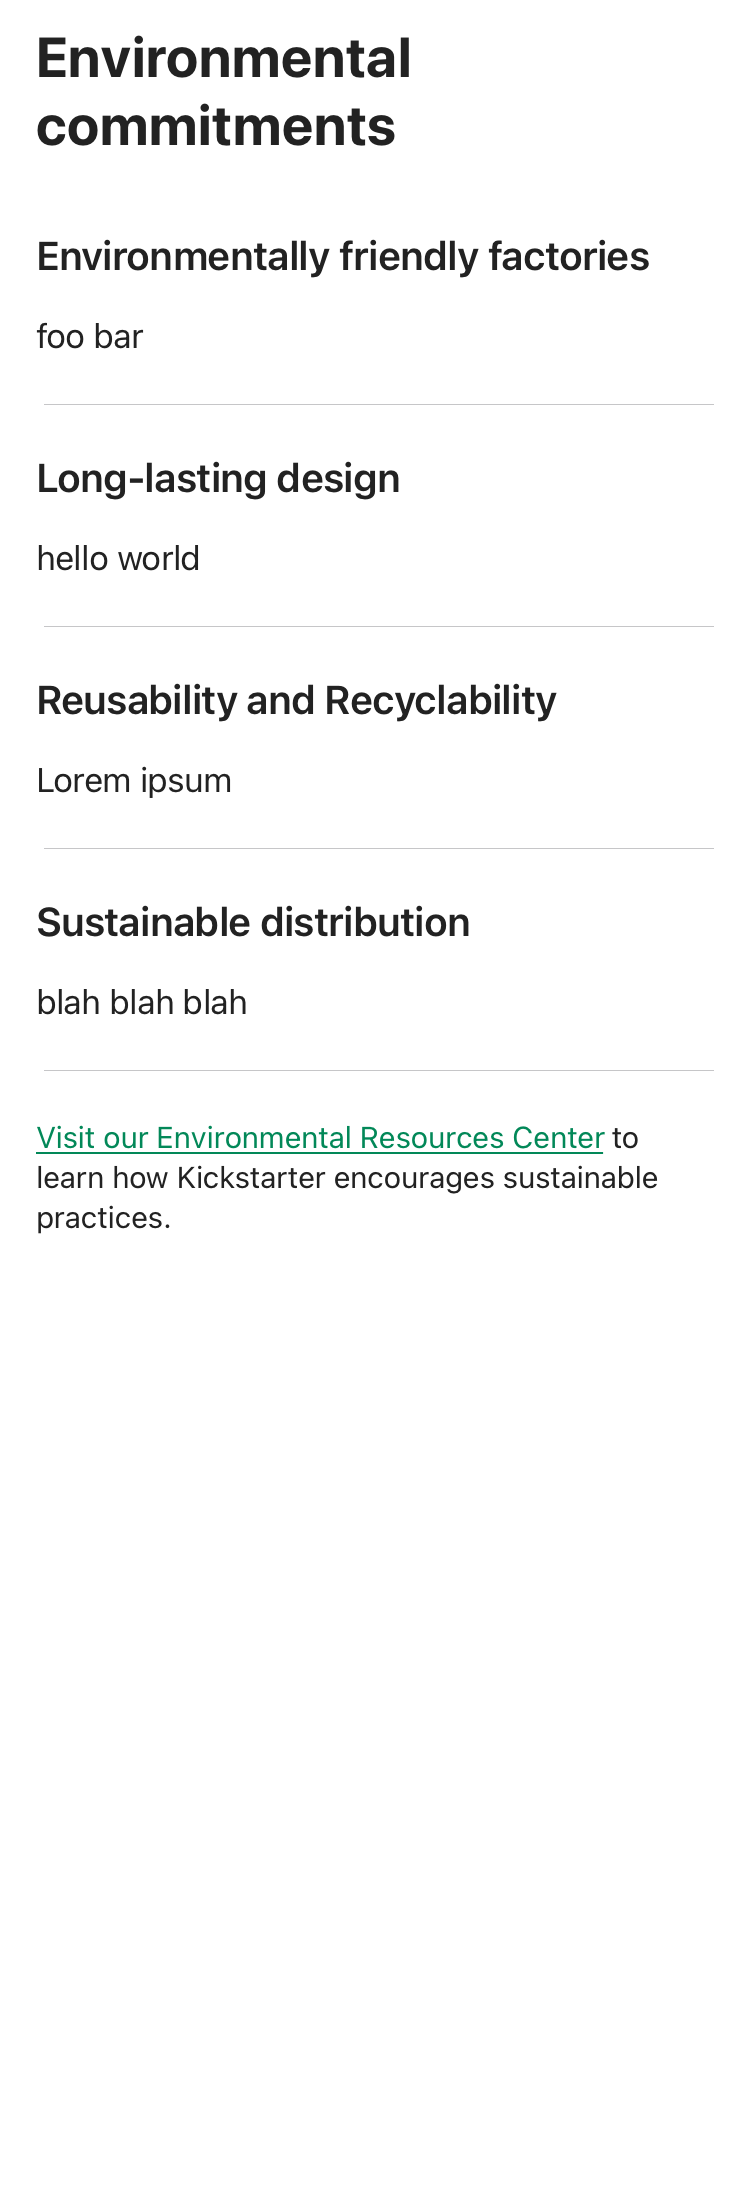 Environmental
commitments
Environmentally friendly factories
foo bar
Long-lasting design
hello world
Reusability and Recyclability
Lorem ipsum
Sustainable distribution
blah blah blah
Visit our Environmental Resources Center to
learn how Kickstarter encourages sustainable
practices.